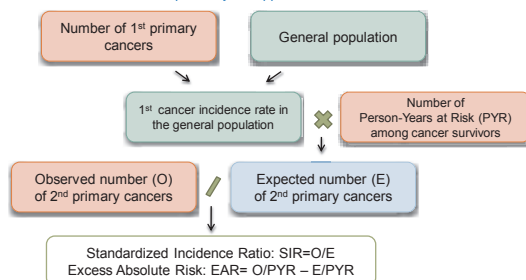 Number of 1st primary
cancers
General population
1st cancer incidence rate in
the general population
Number of
Person-Years at Risk (PYR)
among cancer survivors
Observed number (O)
of 2nd primary cancers
Expected number (E)
of 2nd primary cancers
Standardized Incidence Ratio: SIR=O/E
Excess Absolute Risk: EAR= O/PYR – E/PYR